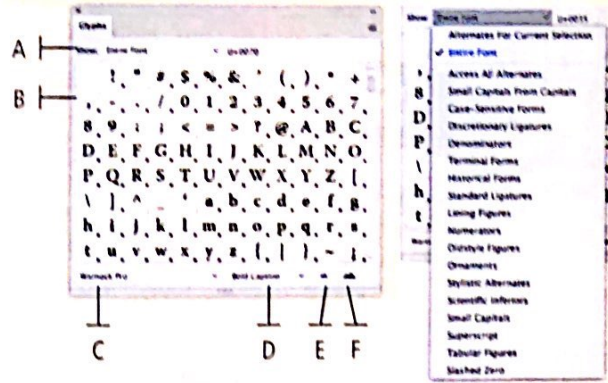 Glyphs
A
Show: Entire Font U+0070
B
! " # $ % & ' ( ) * +
, - . / 0 1 2 3 4 5 6 7
8 9 : ; < = > ? @ A B C
D E F G H I J K L M N O
P Q R S T U V W X Y Z [
\ ] ^ _ ' a b c d e f g
h i j k l m n o p q r s
t u v w x y z { | } ~ ¡
Warnock Pro Bold Caption
C D E F
Show: Entire Font U+0035
Alternates For Current Selection
✓ Entire Font
Access All Alternates
Small Capitals From Capitals
Case-Sensitive Forms
Discretionary Ligatures
Denominators
Terminal Forms
Historical Forms
Standard Ligatures
Lining Figures
Numerators
Oldstyle Figures
Ornaments
Stylistic Alternates
Scientific Inferiors
Small Capitals
Superscript
Tabular Figures
Slashed Zero
,
8
D
P
\
h
t